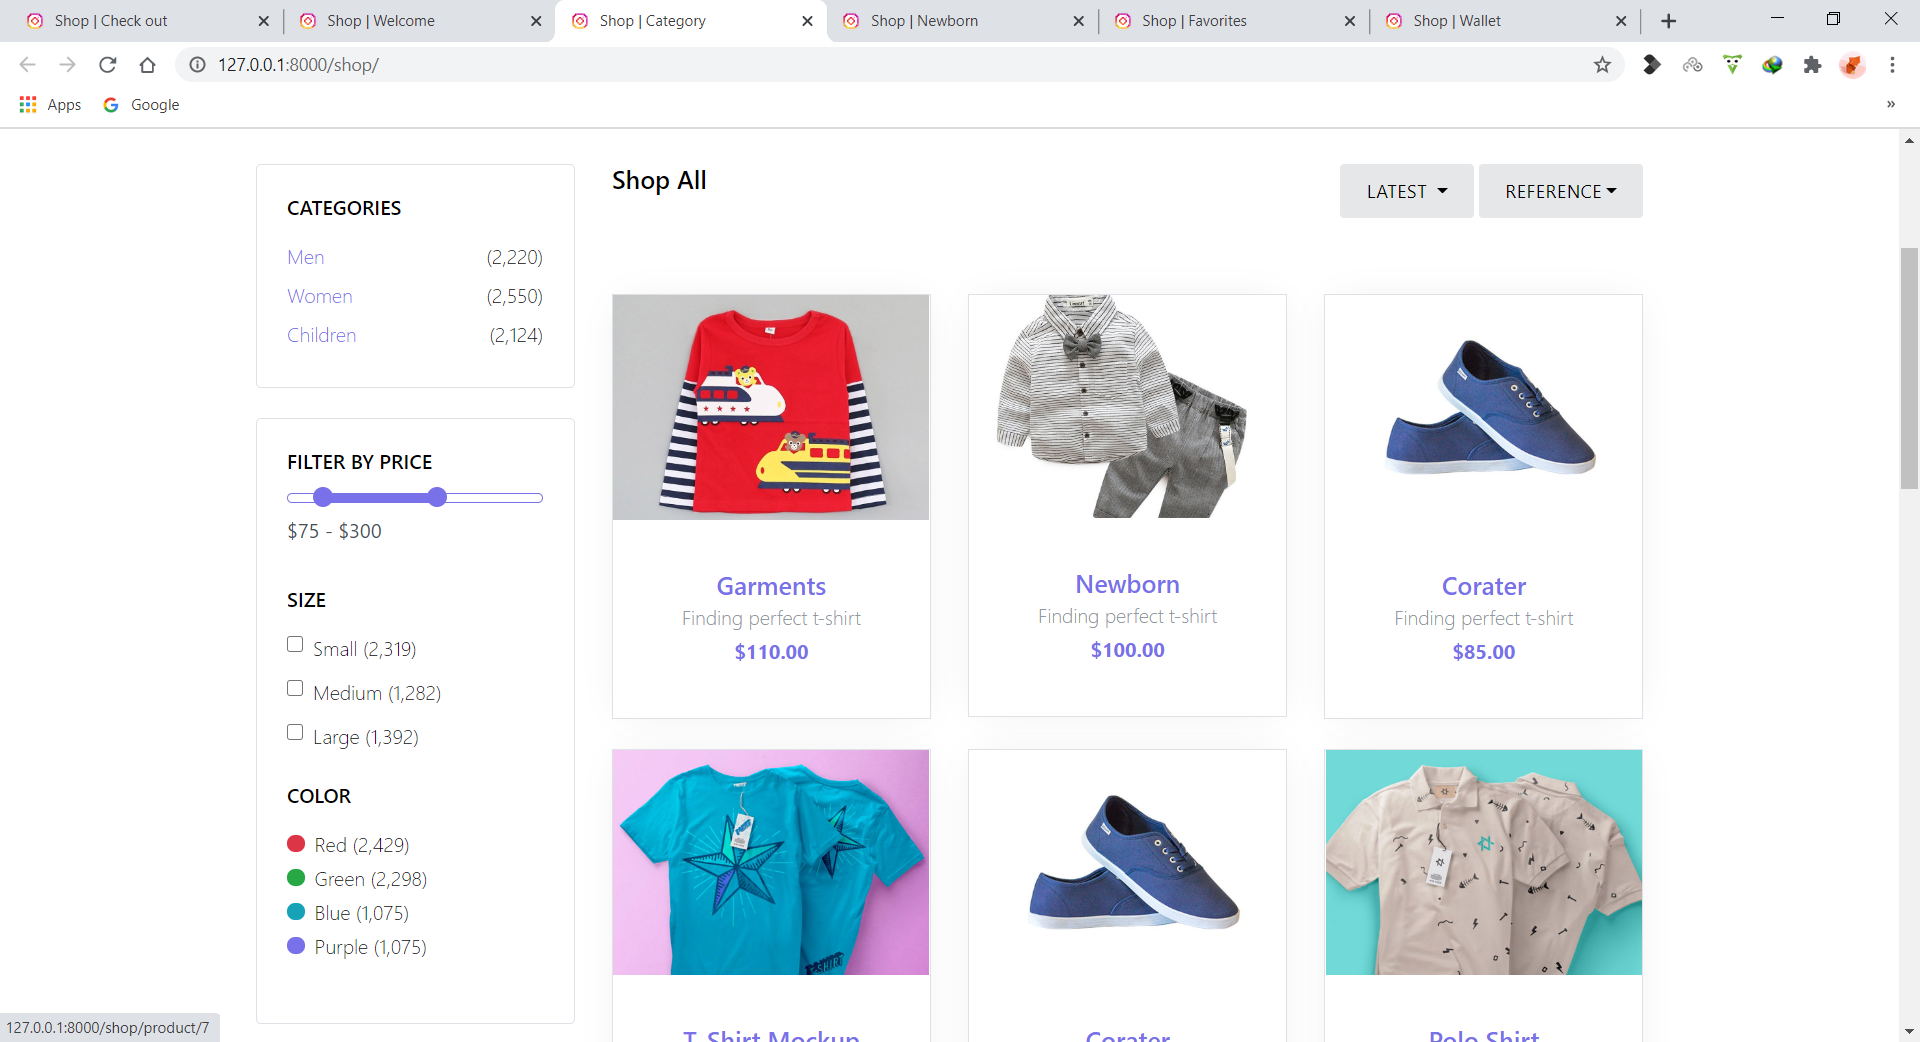 Shop | Check out
Shop | Welcome
Shop | Category
Shop | Newborn
Shop | Favorites
Shop | Wallet
127.0.0.1:8000/shop/
Apps
Google
»
CATEGORIES
Men (2,220)
Women (2,550)
Children (2,124)
FILTER BY PRICE
$75 - $300
SIZE
Small (2,319)
Medium (1,282)
Large (1,392)
COLOR
Red (2,429)
Green (2,298)
Blue (1,075)
Purple (1,075)
Shop All
LATEST
REFERENCE
Garments
Finding perfect t-shirt
$110.00
Newborn
Finding perfect t-shirt
$100.00
Corater
Finding perfect t-shirt
$85.00
T-Shirt Mockup
Corater
Polo Shirt
127.0.0.1:8000/shop/product/7